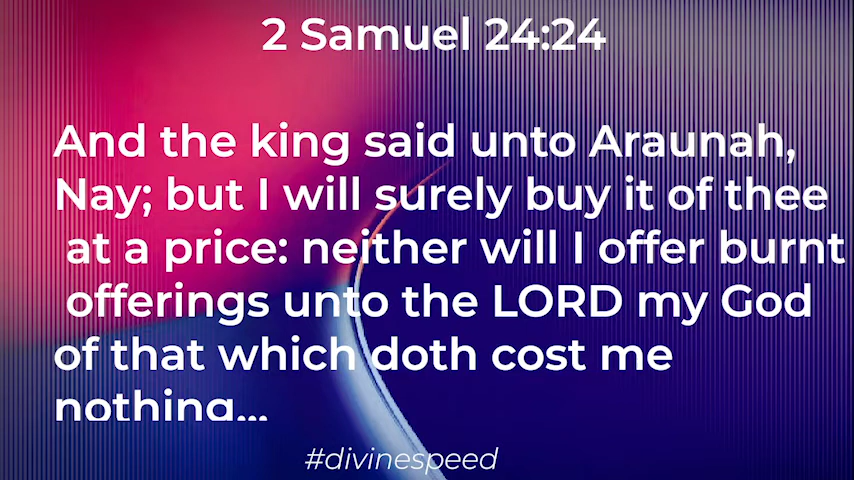 2 Samuel 24:24
And the king said unto Araunah,
Nay; but I will surely buy it of thee
at a price: neither will I offer burnt
offerings unto the LORD my God
of that which doth cost me
nothing...
#divinespeed